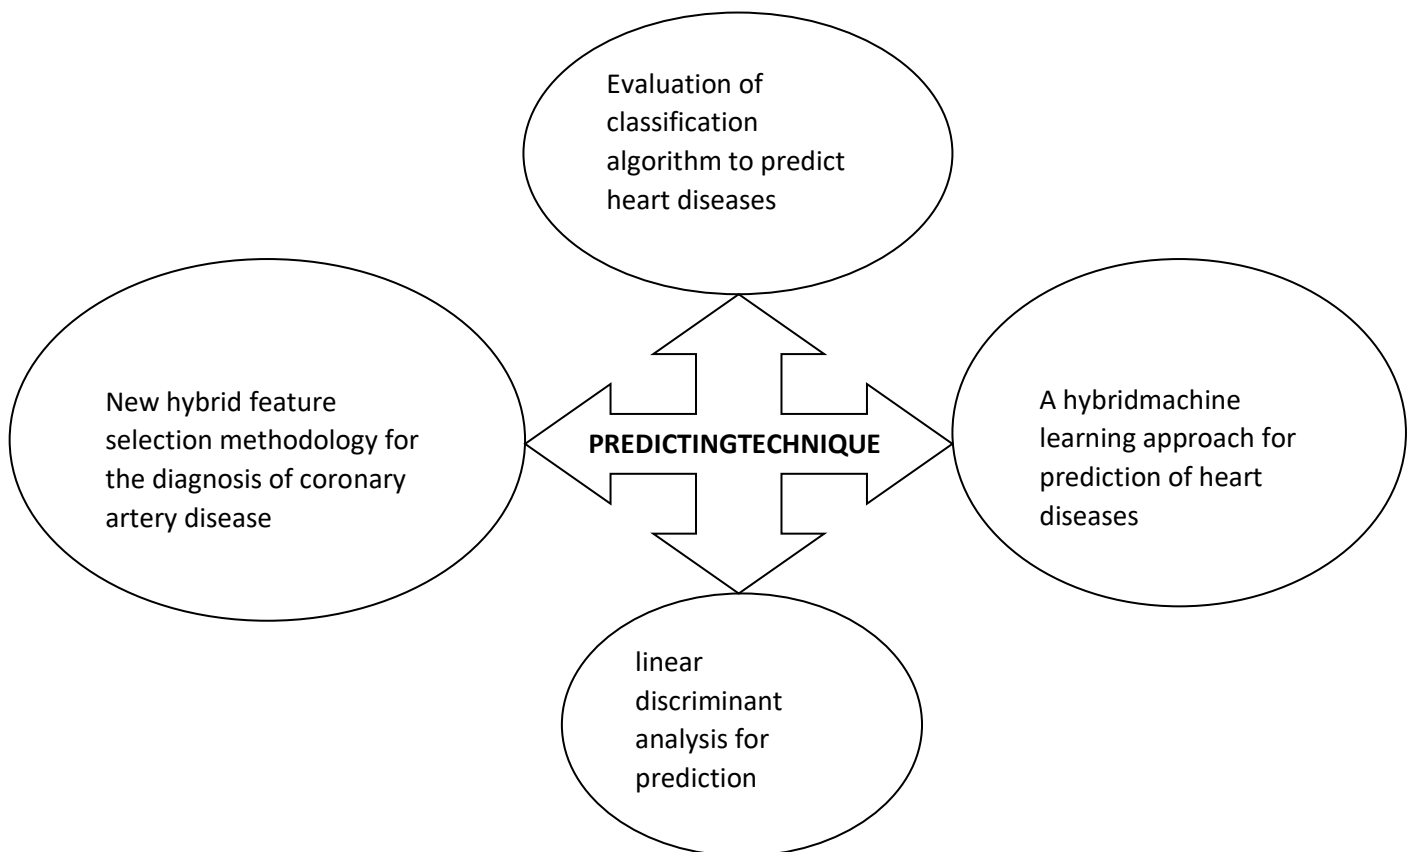 Evaluation of
classification
algorithm to predict
heart diseases
New hybrid feature
selection methodology for
the diagnosis of coronary
artery disease
PREDICTINGTECHNIQUE
A hybridmachine
learning approach for
prediction of heart
diseases
linear
discriminant
analysis for
prediction